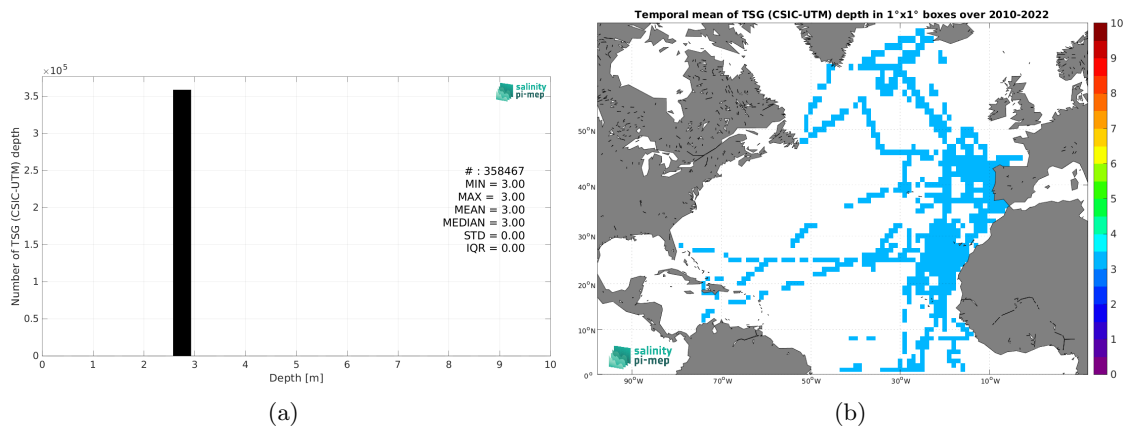 ×10⁵
3.5
3
2.5
2
1.5
1
0.5
0
Number of TSG (CSIC-UTM) depth
0 1 2 3 4 5 6 7 8 9 10
Depth [m]
salinity
pi-mep
# : 358467
MIN = 3.00
MAX = 3.00
MEAN = 3.00
MEDIAN = 3.00
STD = 0.00
IQR = 0.00
(a)
Temporal mean of TSG (CSIC-UTM) depth in 1°x1° boxes over 2010-2022
50°N
40°N
30°N
20°N
10°N
0°
90°W 70°W 50°W 30°W 10°W
salinity
pi-mep
10
9
8
7
6
5
4
3
2
1
0
(b)